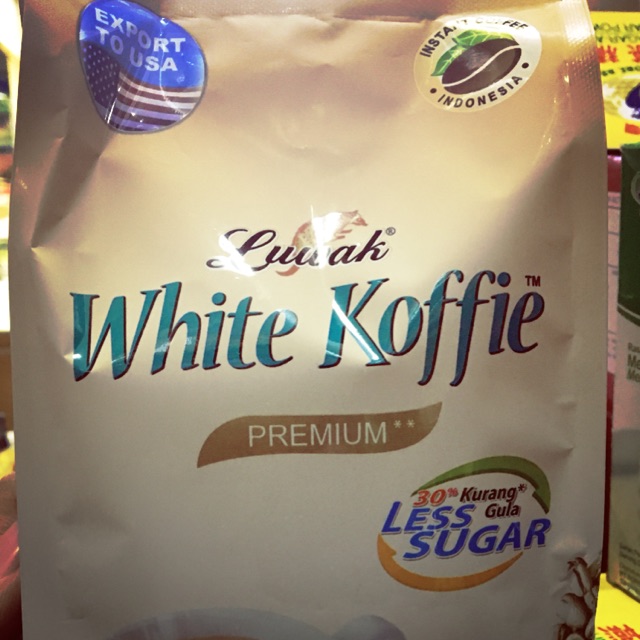 EXPORT
TO USA
INSTANT COFFEE
• INDONESIA •
Luwak®
White Koffie™
PREMIUM**
30% Kurang*
Gula
LESS
SUGAR